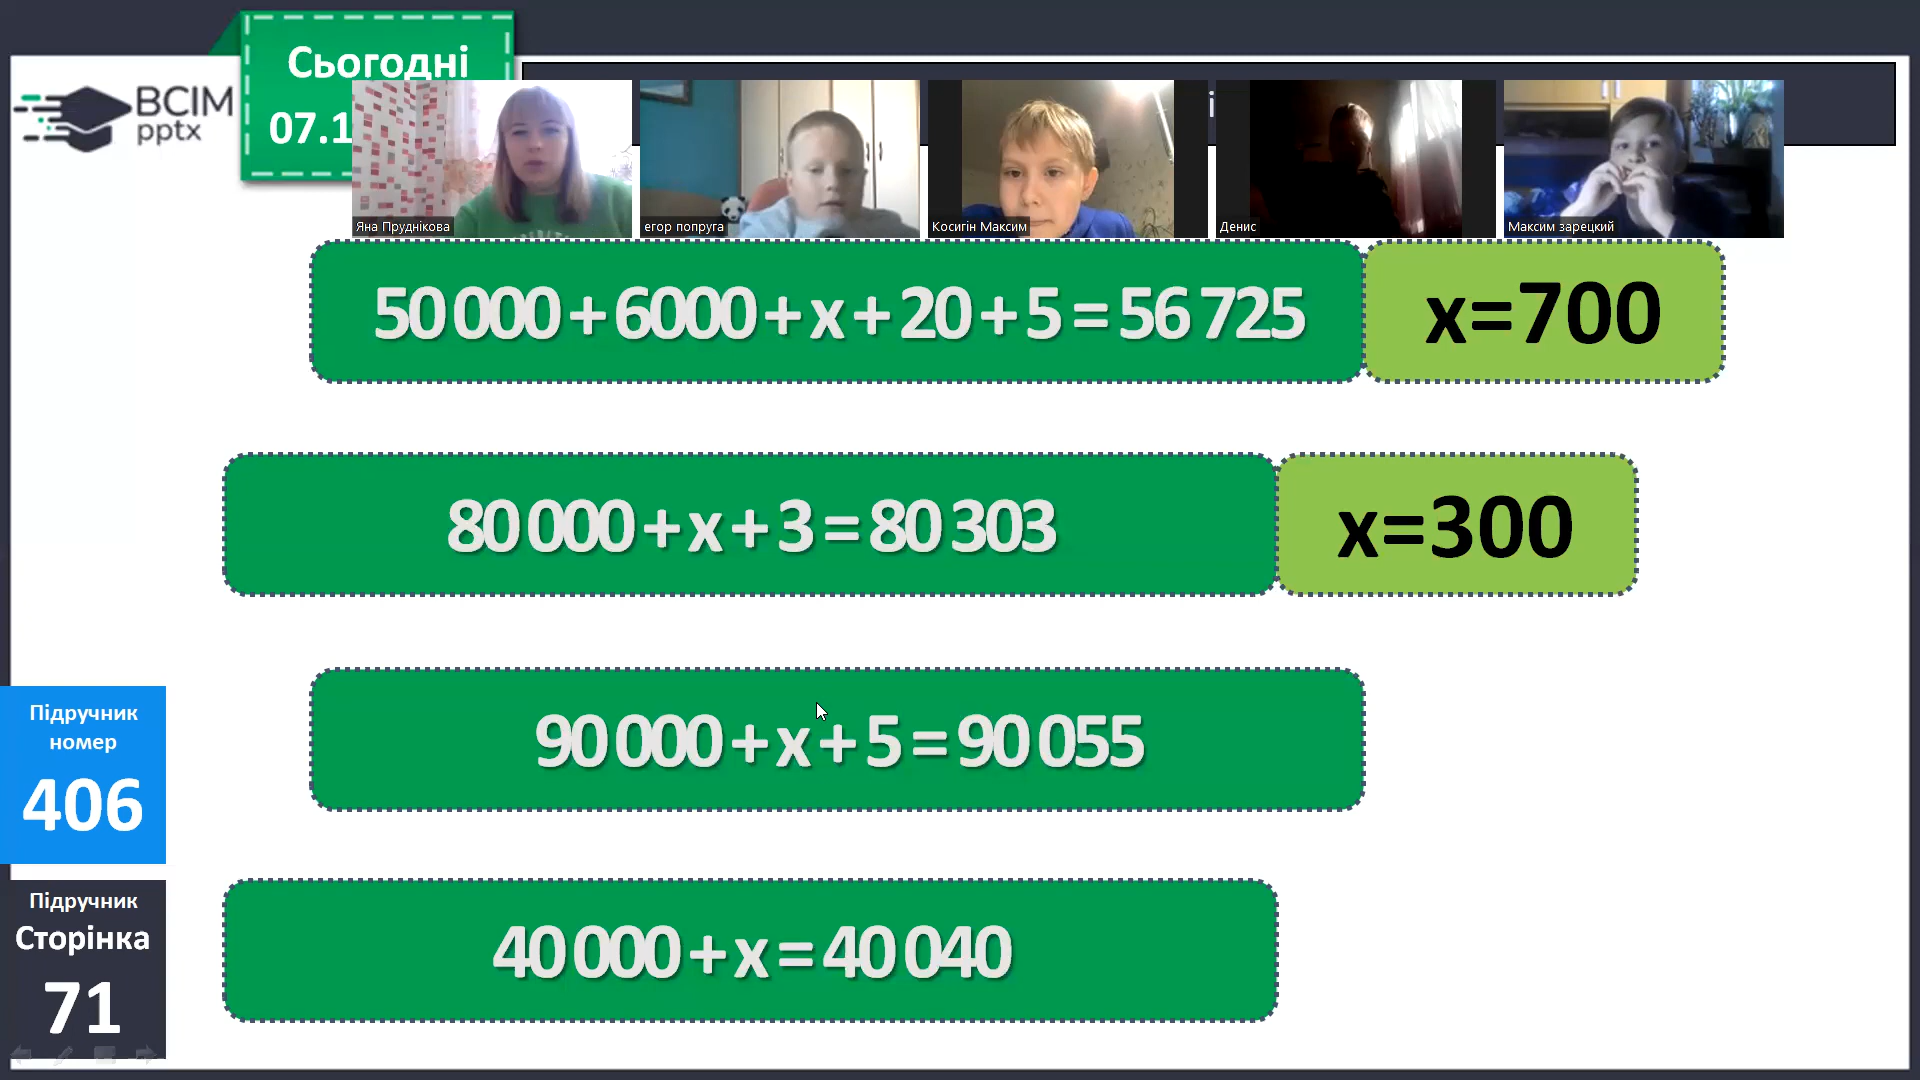 Сьогодні
07.1
BCIM
pptx
і
Яна Пруднікова
егор попруга
Косигін Максим
Денис
Максим зарецкий
50 000 + 6000 + x + 20 + 5 = 56 725
x=700
80 000 + x + 3 = 80 303
x=300
90 000 + x + 5 = 90 055
40 000 + x = 40 040
Підручник
номер
406
Підручник
Сторінка
71